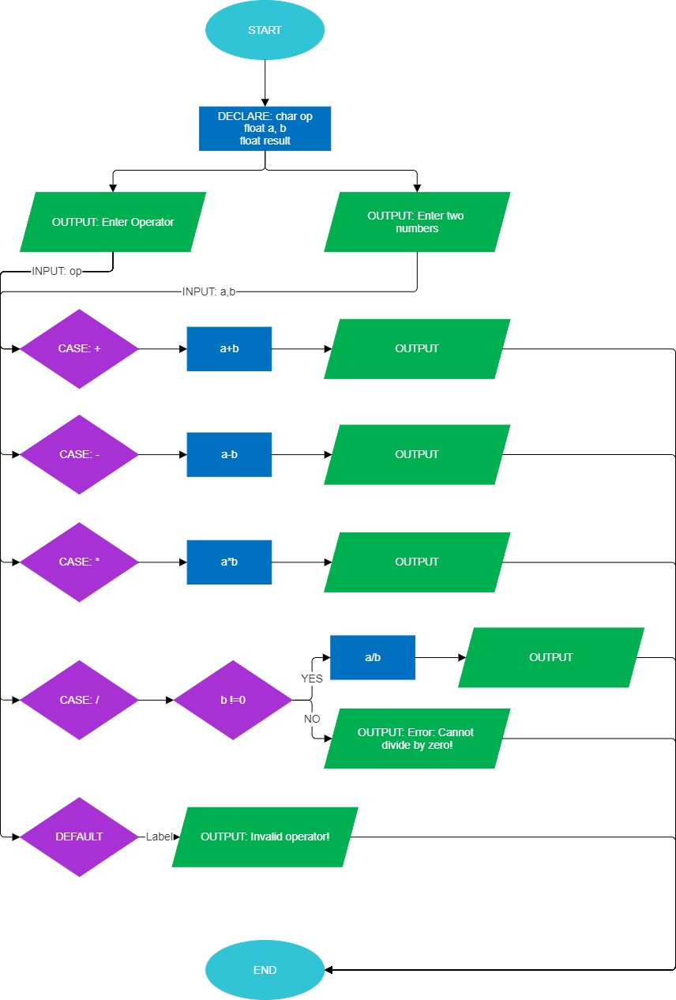 START
DECLARE: char op
float a, b
float result
OUTPUT: Enter Operator
OUTPUT: Enter two
numbers
INPUT: op
INPUT: a,b
CASE: +
a+b
OUTPUT
CASE: -
a-b
OUTPUT
CASE: *
a*b
OUTPUT
CASE: /
b !=0
YES
a/b
OUTPUT
NO
OUTPUT: Error: Cannot
divide by zero!
DEFAULT
Label
OUTPUT: Invalid operator!
END